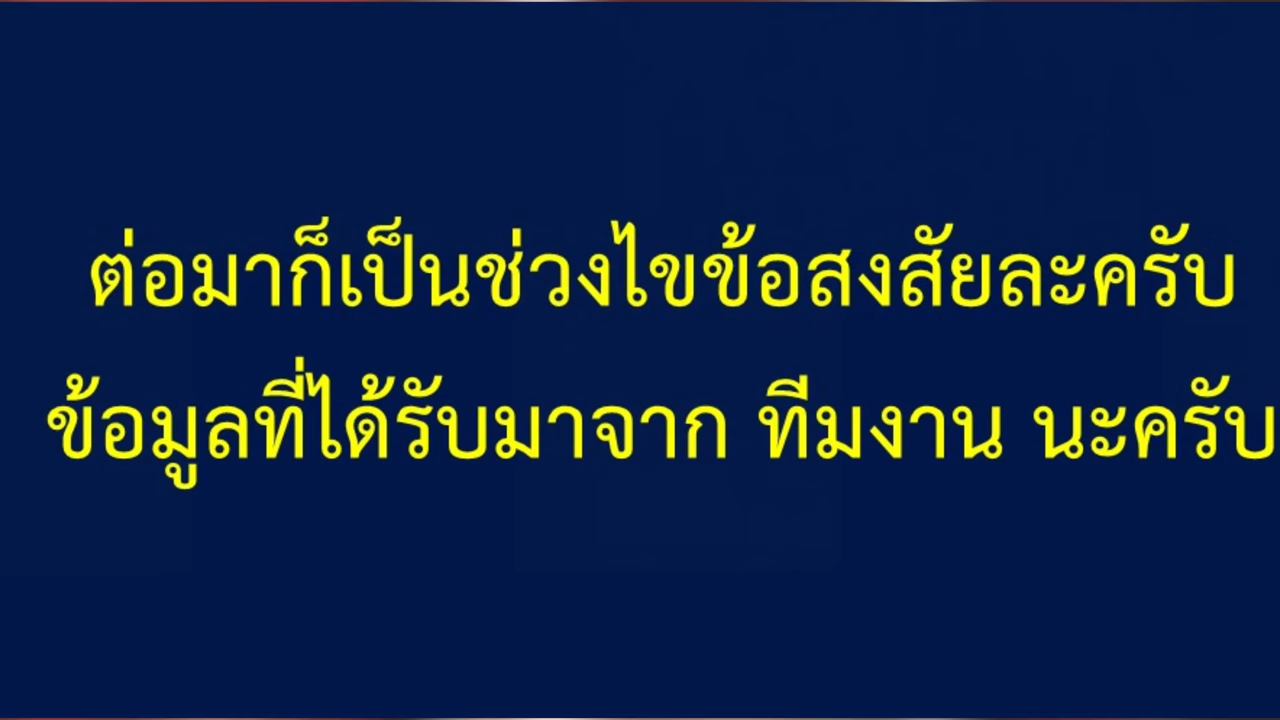 ต่อมาก็เป็นช่วงไขข้อสงสัยละครับ
ข้อมูลที่ได้รับมาจาก ทีมงาน นะครับ